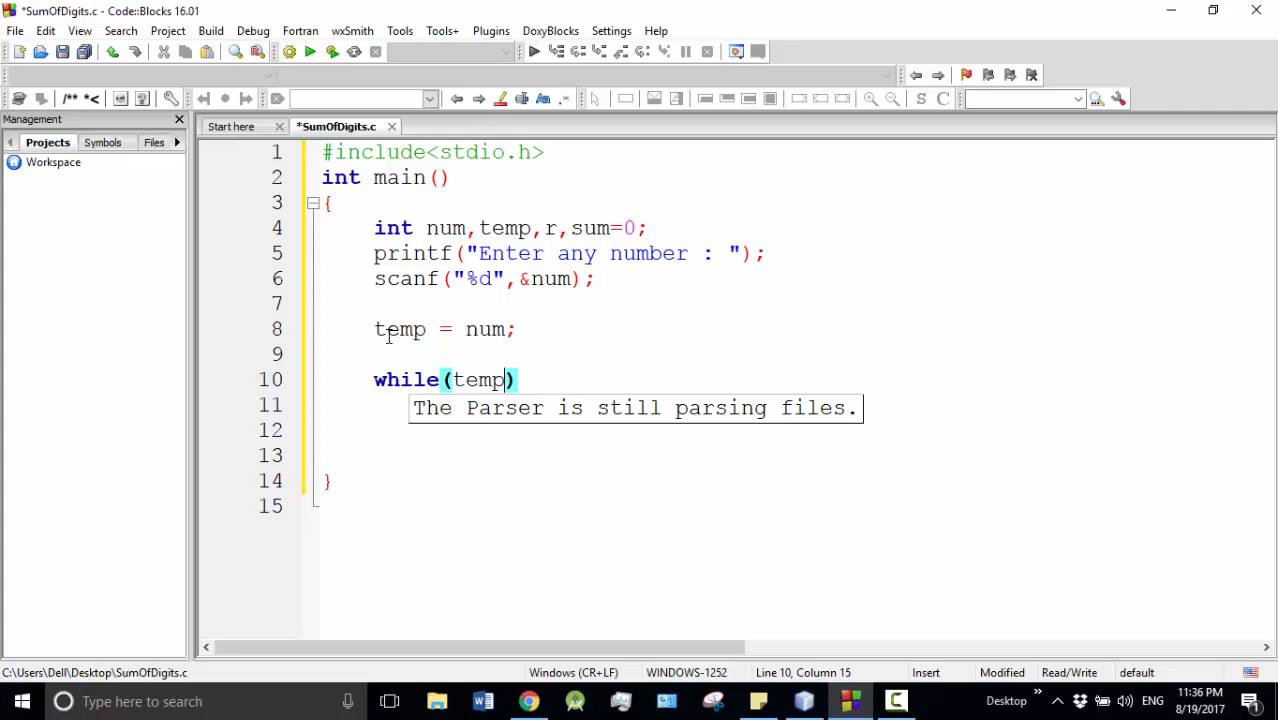 *SumOfDigits.c - Code::Blocks 16.01
File Edit View Search Project Build Debug Fortran wxSmith Tools Tools+ Plugins DoxyBlocks Settings Help
/** *< S C
Management
Start here *SumOfDigits.c
Projects Symbols Files
Workspace
1 #include<stdio.h>
2 int main()
3 {
4 int num,temp,r,sum=0;
5 printf("Enter any number : ");
6 scanf("%d",&num);
7
8 temp = num;
9
10 while(temp)
11 The Parser is still parsing files.
12
13
14 }
15
C:\Users\Dell\Desktop\SumOfDigits.c Windows (CR+LF) WINDOWS-1252 Line 10, Column 15 Insert Modified Read/Write default
Type here to search Desktop ENG 11:36 PM
8/19/2017